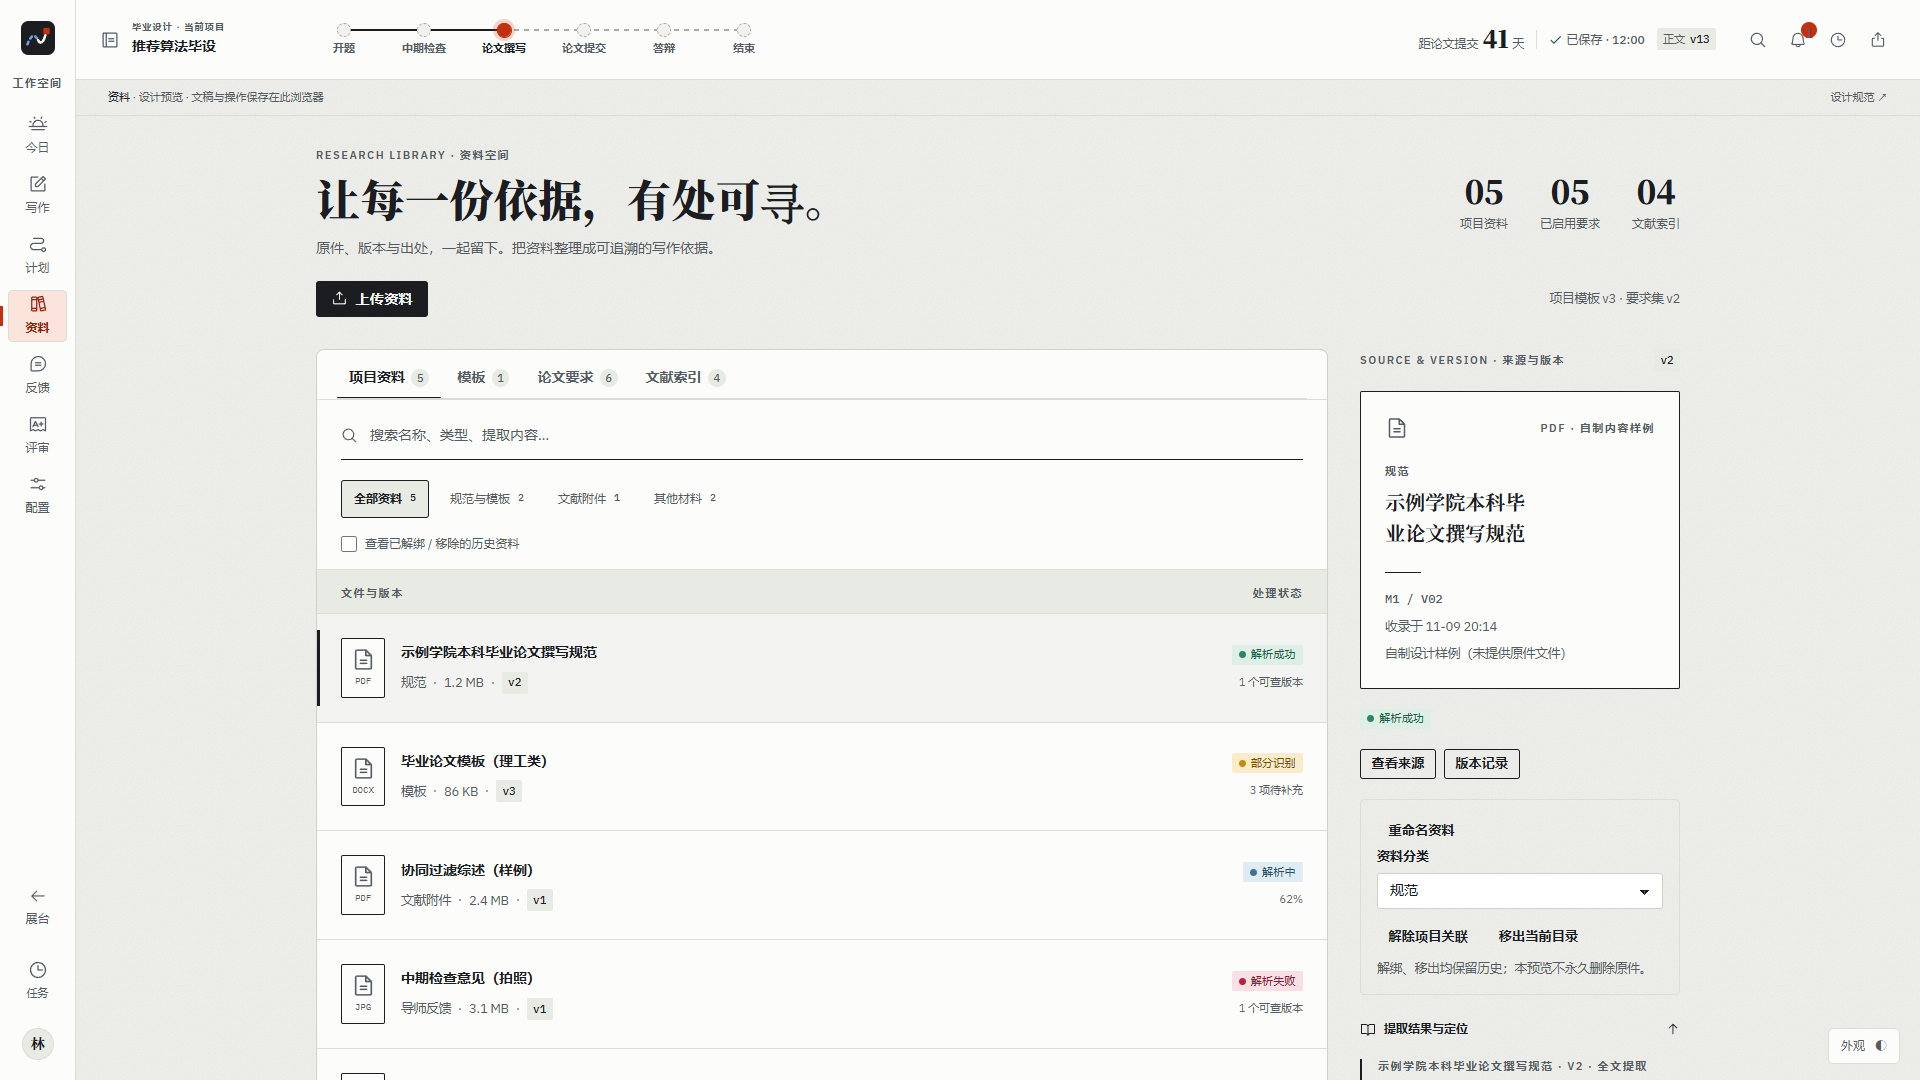 毕业设计 · 当前项目
推荐算法毕设
开题
中期检查
论文撰写
论文提交
答辩
结束
距论文提交 41 天
已保存 · 12:00
正文 v13
工作空间
今日
写作
计划
资料
反馈
评审
配置
展台
任务
林
资料 · 设计预览 · 文稿与操作保存在此浏览器
设计规范 ↗
RESEARCH LIBRARY · 资料空间
让每一份依据，有处可寻。
原件、版本与出处，一起留下。把资料整理成可追溯的写作依据。
05
项目资料
05
已启用要求
04
文献索引
上传资料
项目模板 v3 · 要求集 v2
项目资料 5
模板 1
论文要求 6
文献索引 4
搜索名称、类型、提取内容...
全部资料 5
规范与模板 2
文献附件 1
其他材料 2
查看已解绑 / 移除的历史资料
文件与版本
处理状态
PDF
示例学院本科毕业论文撰写规范
规范 · 1.2 MB · v2
解析成功
1 个可查版本
DOCX
毕业论文模板（理工类）
模板 · 86 KB · v3
部分识别
3 项待补充
PDF
协同过滤综述（样例）
文献附件 · 2.4 MB · v1
解析中
62%
JPG
中期检查意见（拍照）
导师反馈 · 3.1 MB · v1
解析失败
1 个可查版本
SOURCE & VERSION · 来源与版本
v2
PDF · 自制内容样例
规范
示例学院本科毕
业论文撰写规范
M1 / V02
收录于 11-09 20:14
自制设计样例（未提供原件文件）
解析成功
查看来源
版本记录
重命名资料
资料分类
规范
解除项目关联
移出当前目录
解绑、移出均保留历史；本预览不永久删除原件。
提取结果与定位
示例学院本科毕业论文撰写规范 · V2 · 全文提取
外观